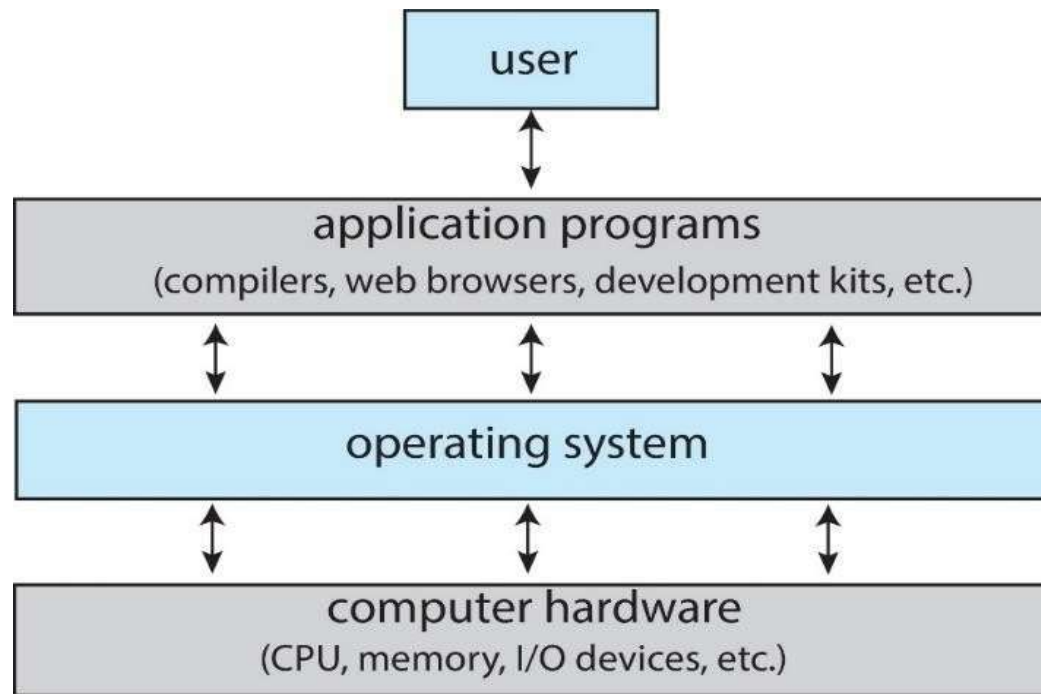 user
application programs
(compilers, web browsers, development kits, etc.)
operating system
computer hardware
(CPU, memory, I/O devices, etc.)